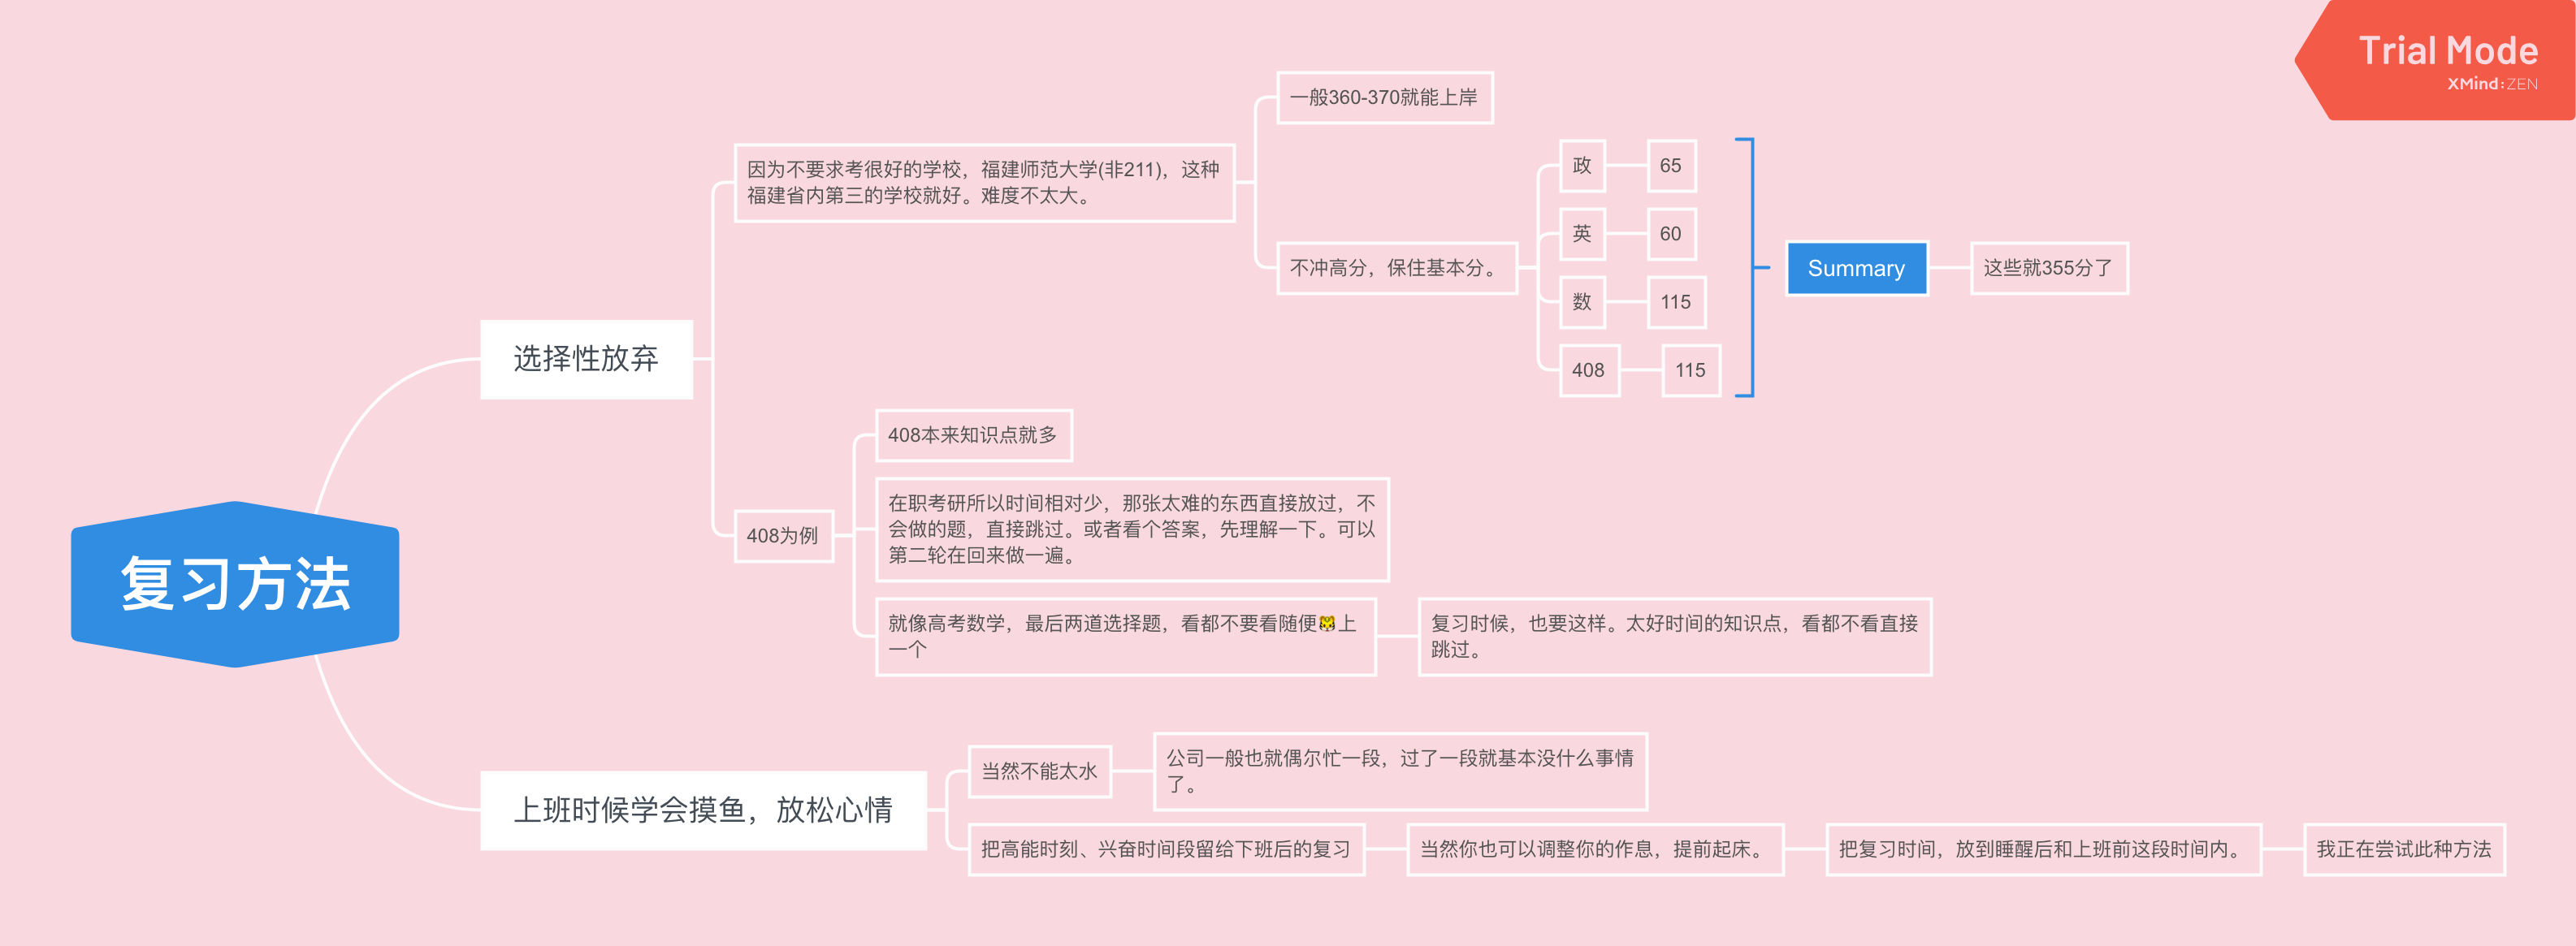 Trial Mode
XMind:ZEN
复习方法
选择性放弃
因为不要求考很好的学校，福建师范大学(非211)，这种
福建省内第三的学校就好。难度不太大。
一般360-370就能上岸
不冲高分，保住基本分。
政
65
英
60
数
115
408
115
Summary
这些就355分了
408为例
408本来知识点就多
在职考研所以时间相对少，那张太难的东西直接放过，不
会做的题，直接跳过。或者看个答案，先理解一下。可以
第二轮在回来做一遍。
就像高考数学，最后两道选择题，看都不要看随便🐯上
一个
复习时候，也要这样。太好时间的知识点，看都不看直接
跳过。
上班时候学会摸鱼，放松心情
当然不能太水
公司一般也就偶尔忙一段，过了一段就基本没什么事情
了。
把高能时刻、兴奋时间段留给下班后的复习
当然你也可以调整你的作息，提前起床。
把复习时间，放到睡醒后和上班前这段时间内。
我正在尝试此种方法